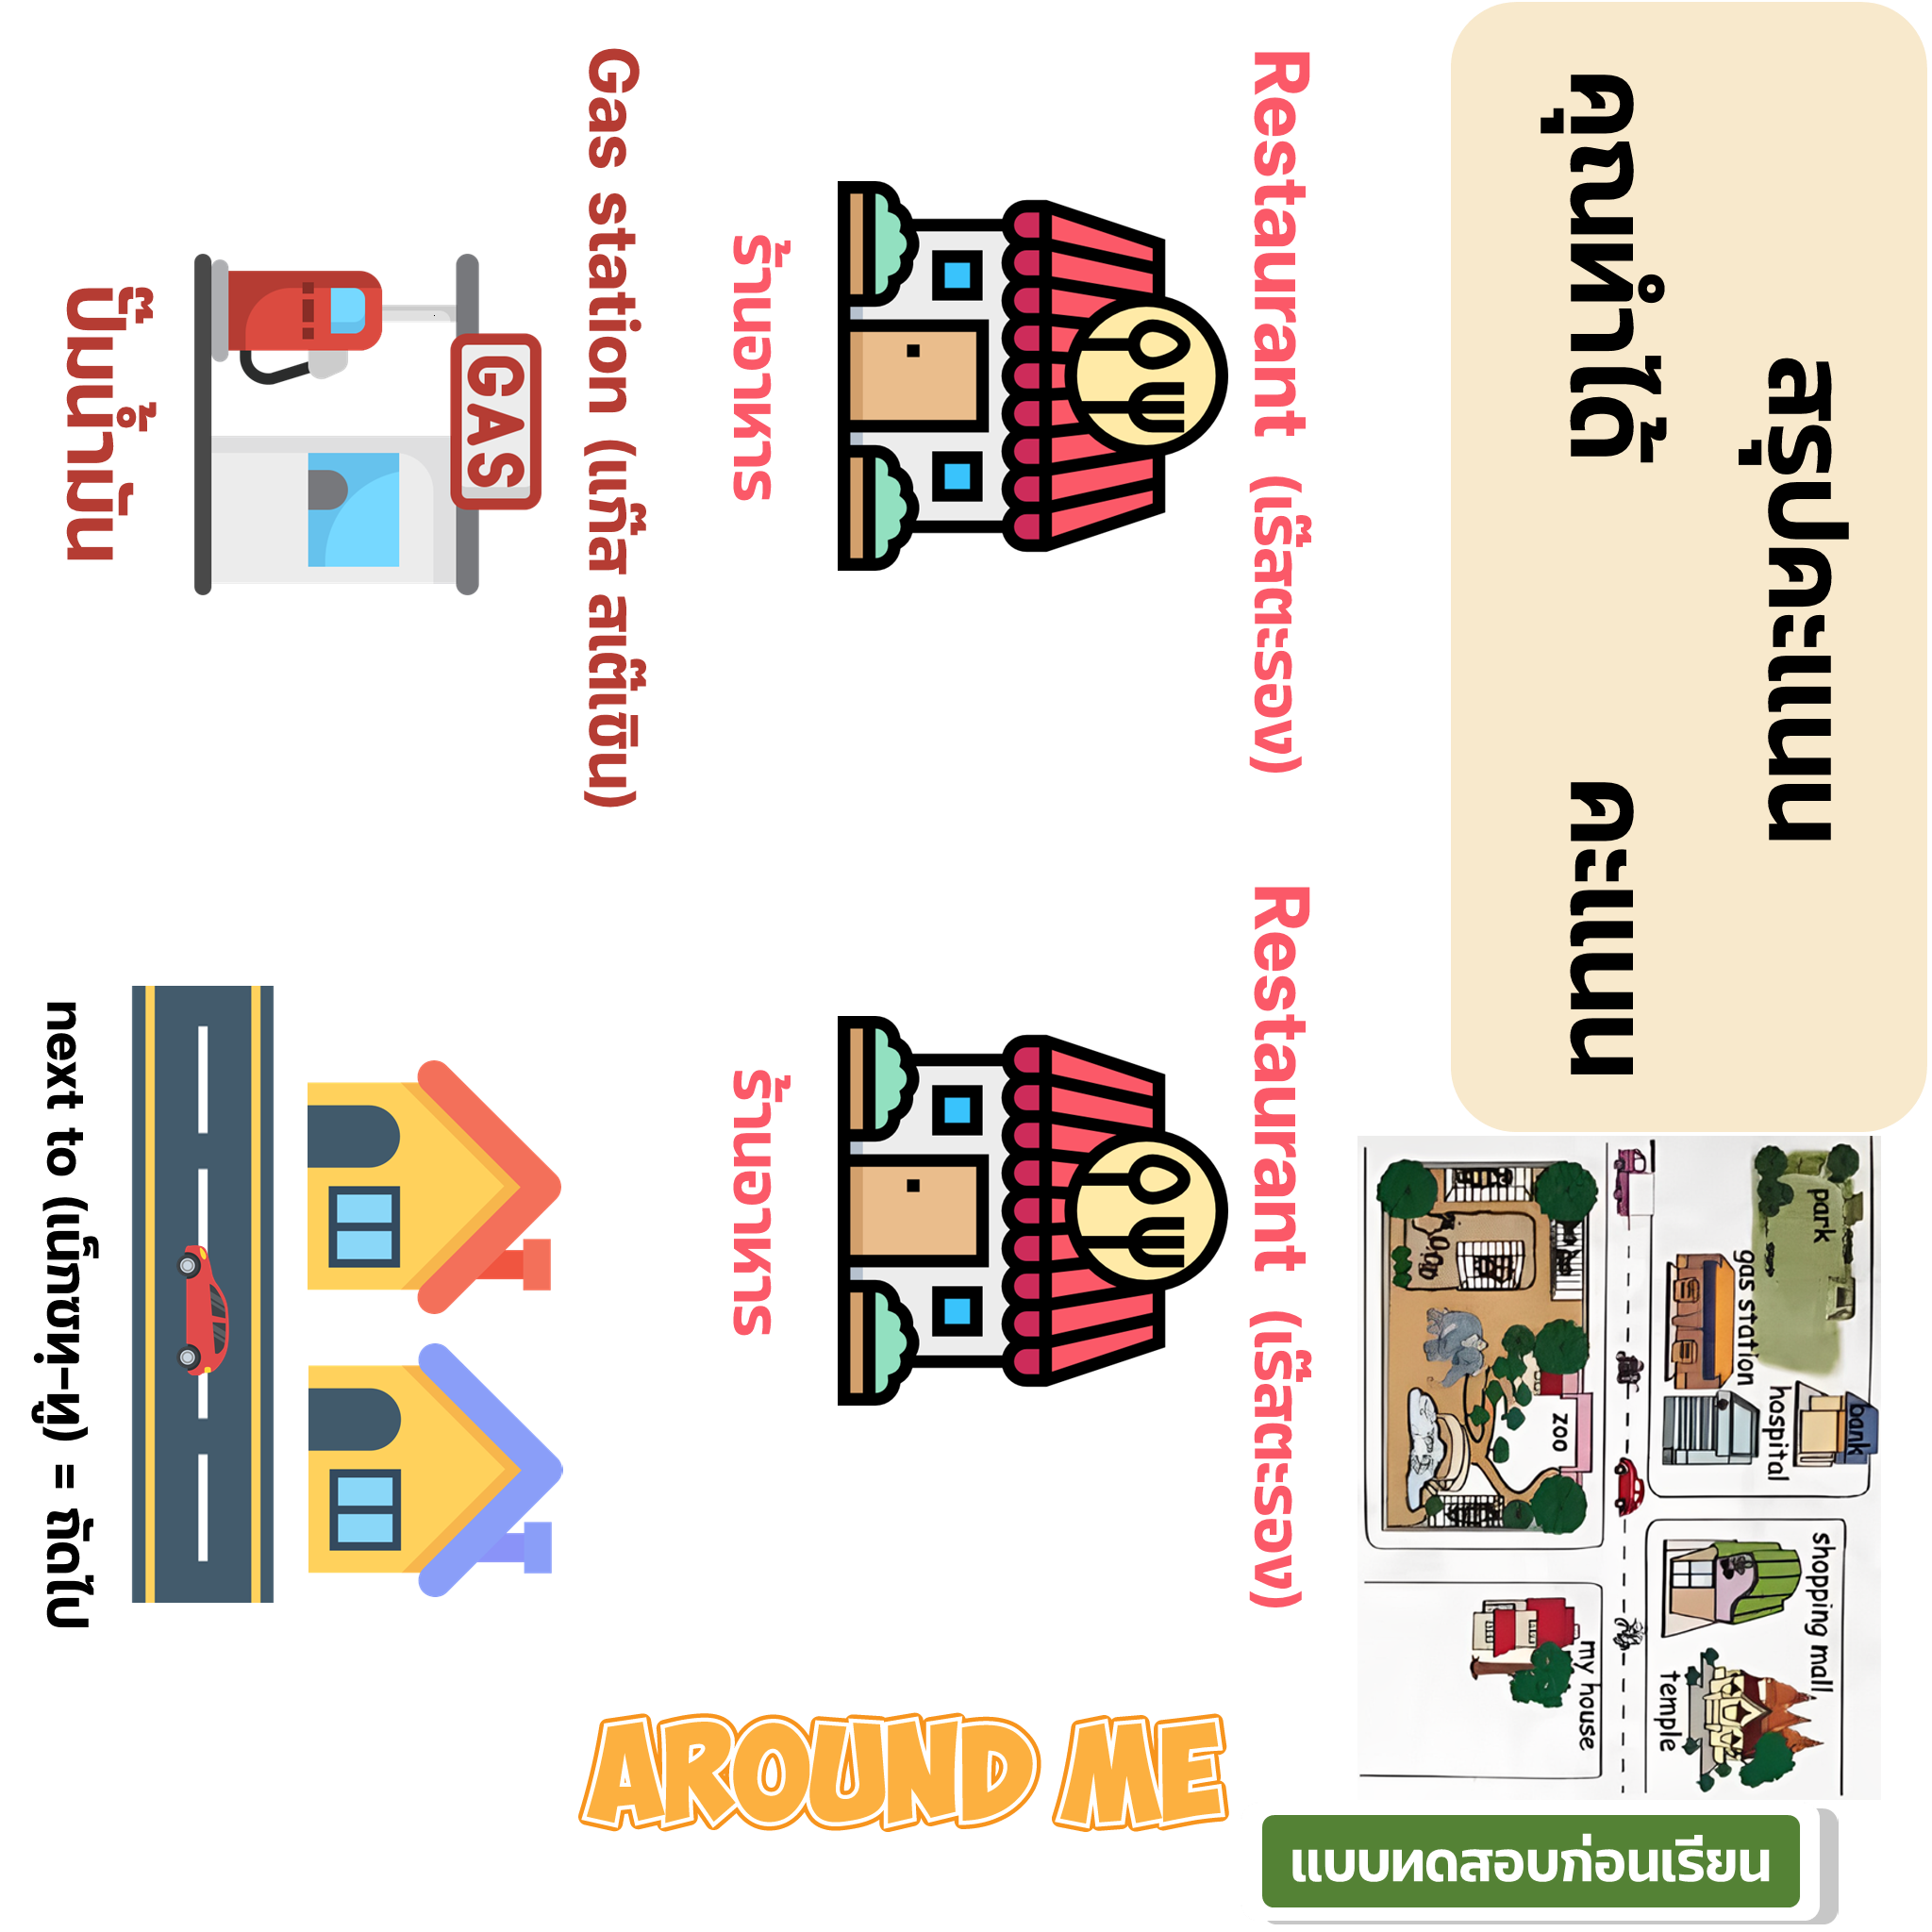 สรุปคะแนน
คุณทำได้
คะแนน
Restaurant (เร๊สตะรอง)
ร้านอาหาร
Gas station (แก๊ส สเต๊เชิน)
GAS
ปั๊มน้ำมัน
park
gas station
bank
hospital
zoo
shopping mall
temple
my house
Restaurant (เร๊สตะรอง)
ร้านอาหาร
next to (เน็กซทฺ-ทู่) = ถัดไป
AROUND ME
แบบทดสอบก่อนเรียน